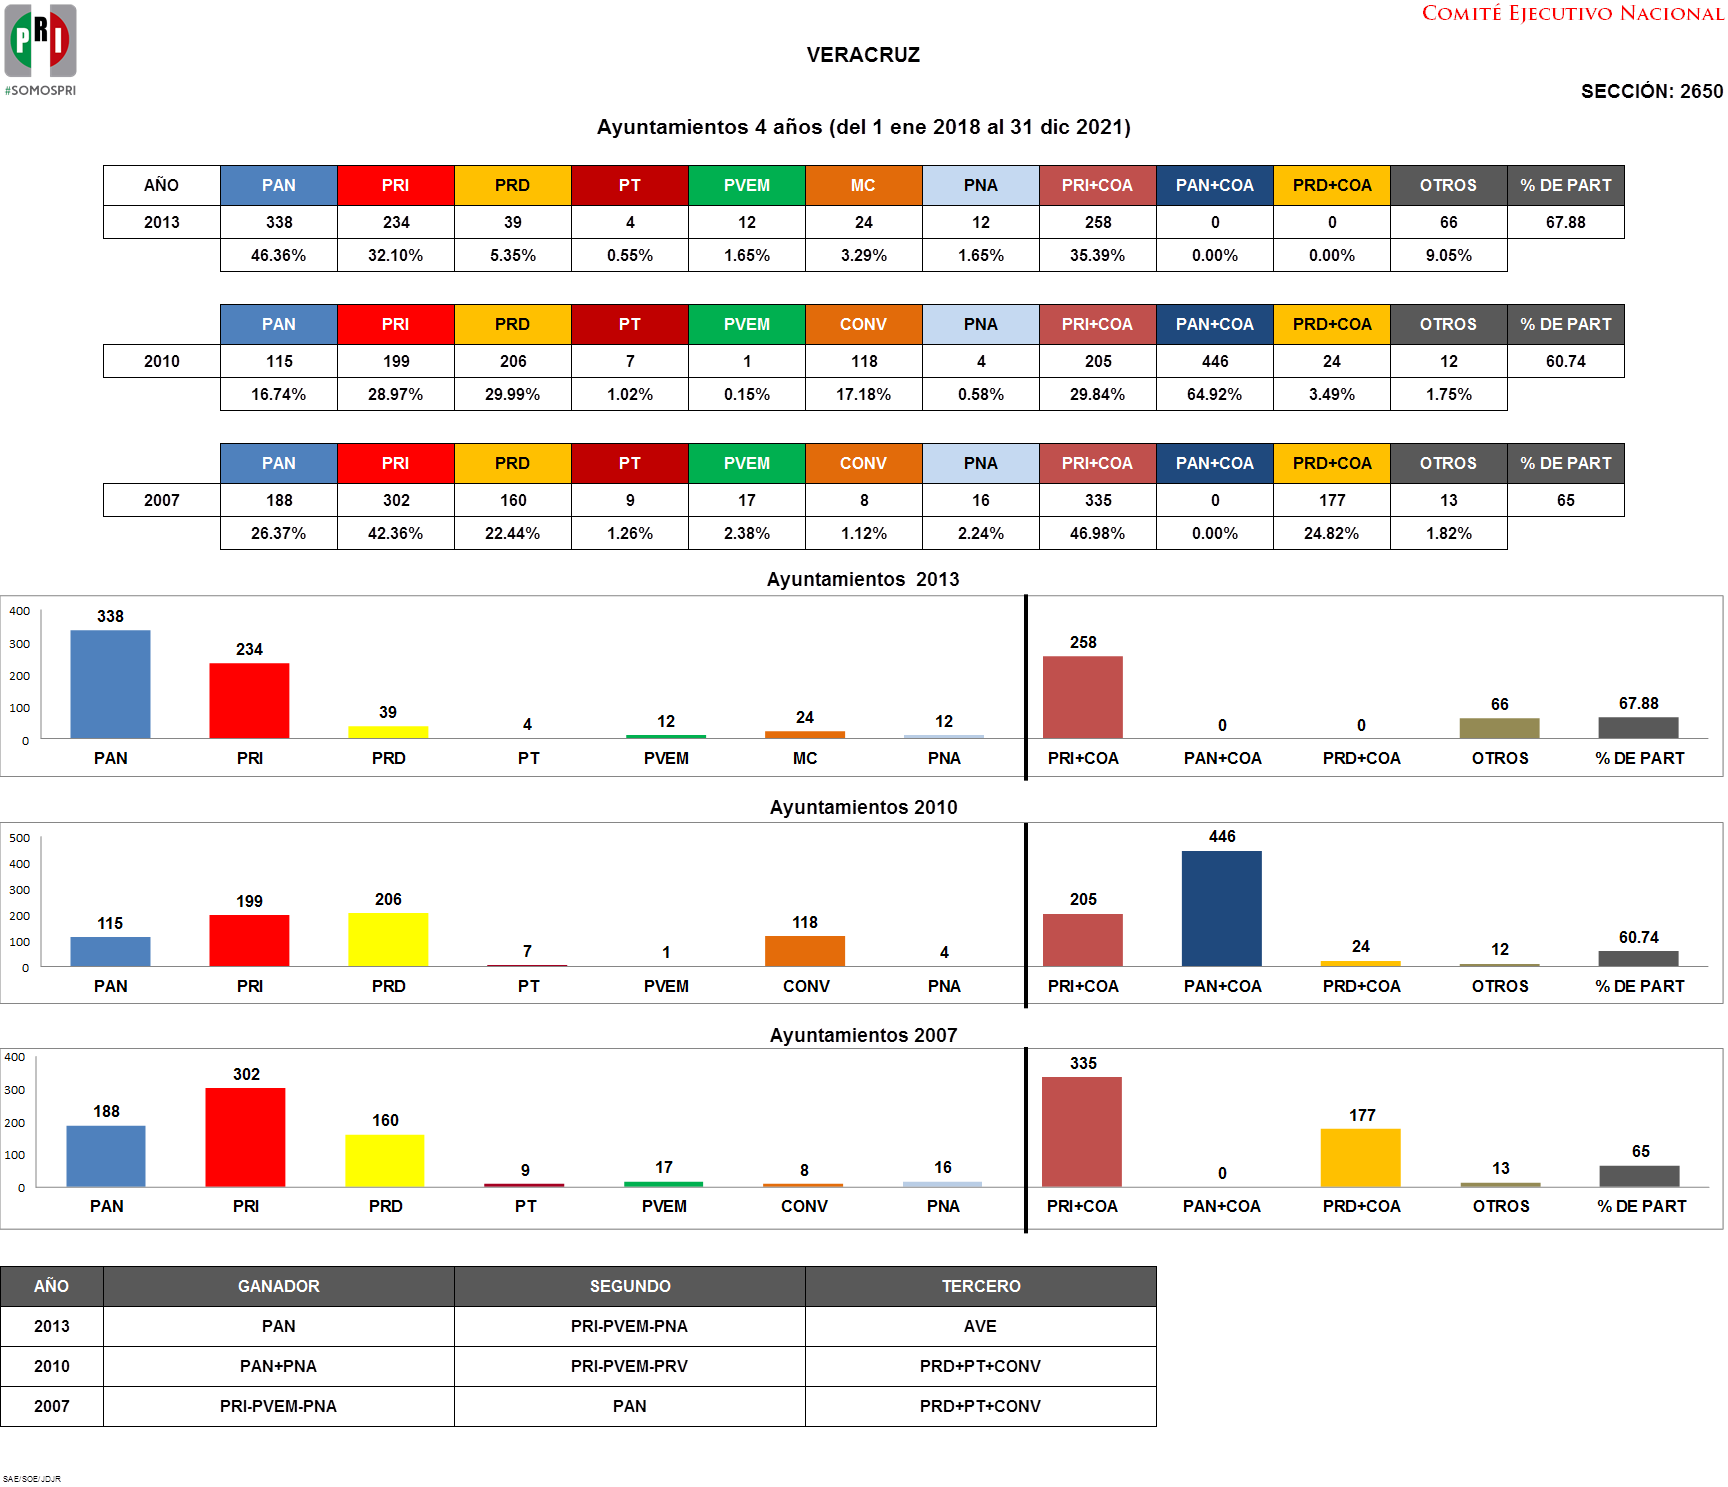 PRI
#SOMOSPRI
COMITÉ EJECUTIVO NACIONAL
VERACRUZ
SECCIÓN: 2650
Ayuntamientos 4 años (del 1 ene 2018 al 31 dic 2021)
AÑO PAN PRI PRD PT PVEM MC PNA PRI+COA PAN+COA PRD+COA OTROS % DE PART
2013 338 234 39 4 12 24 12 258 0 0 66 67.88
46.36% 32.10% 5.35% 0.55% 1.65% 3.29% 1.65% 35.39% 0.00% 0.00% 9.05%
PAN PRI PRD PT PVEM CONV PNA PRI+COA PAN+COA PRD+COA OTROS % DE PART
2010 115 199 206 7 1 118 4 205 446 24 12 60.74
16.74% 28.97% 29.99% 1.02% 0.15% 17.18% 0.58% 29.84% 64.92% 3.49% 1.75%
PAN PRI PRD PT PVEM CONV PNA PRI+COA PAN+COA PRD+COA OTROS % DE PART
2007 188 302 160 9 17 8 16 335 0 177 13 65
26.37% 42.36% 22.44% 1.26% 2.38% 1.12% 2.24% 46.98% 0.00% 24.82% 1.82%
Ayuntamientos 2013
400
300
200
100
0
338 234 39 4 12 24 12 258 0 0 66 67.88
PAN PRI PRD PT PVEM MC PNA PRI+COA PAN+COA PRD+COA OTROS % DE PART
Ayuntamientos 2010
500
400
300
200
100
0
115 199 206 7 1 118 4 205 446 24 12 60.74
PAN PRI PRD PT PVEM CONV PNA PRI+COA PAN+COA PRD+COA OTROS % DE PART
Ayuntamientos 2007
400
300
200
100
0
188 302 160 9 17 8 16 335 0 177 13 65
PAN PRI PRD PT PVEM CONV PNA PRI+COA PAN+COA PRD+COA OTROS % DE PART
AÑO GANADOR SEGUNDO TERCERO
2013 PAN PRI-PVEM-PNA AVE
2010 PAN+PNA PRI-PVEM-PRV PRD+PT+CONV
2007 PRI-PVEM-PNA PAN PRD+PT+CONV
SAE/SOE/JDJR